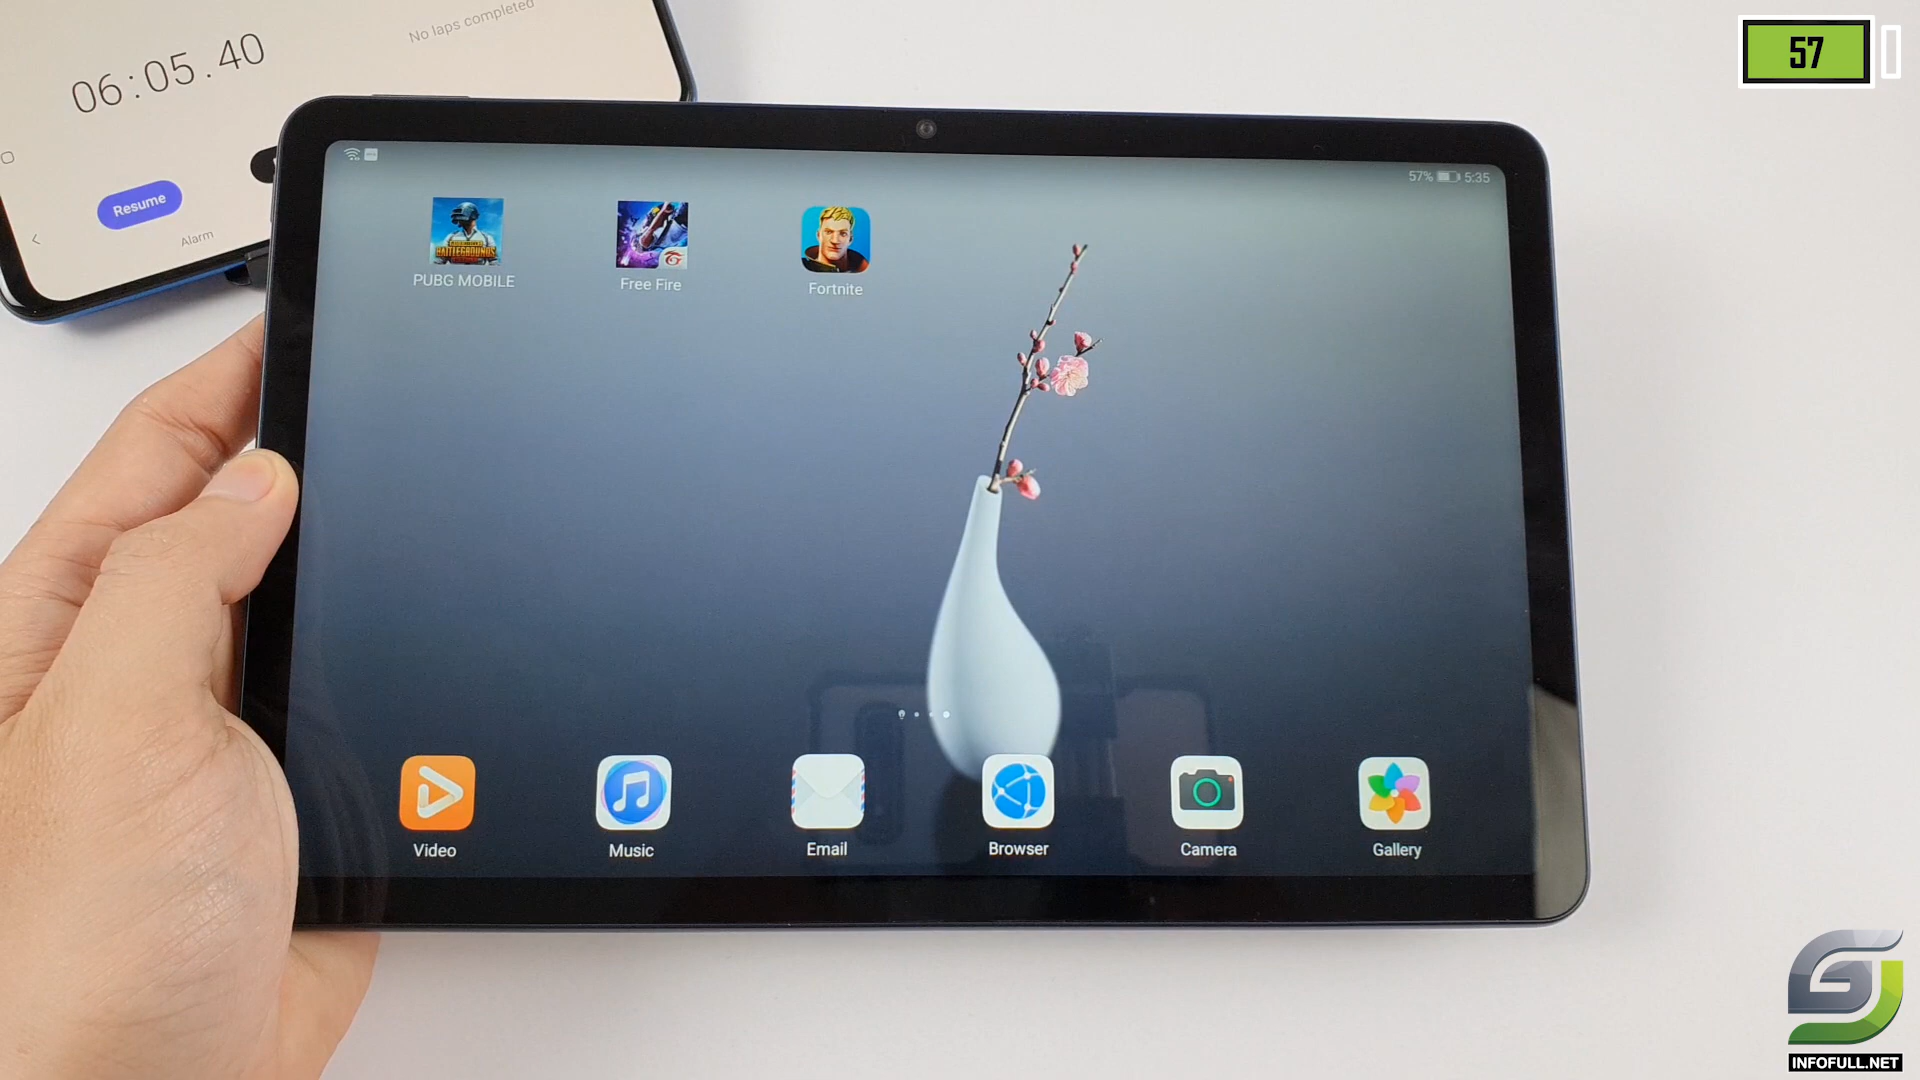 No laps completed
06:05.40
Resume
Alarm
57
57% 5:35
BATTLEGROUNDS
PUBG MOBILE
Free Fire
Fortnite
Video
Music
Email
Browser
Camera
Gallery
INFOFULL.NET